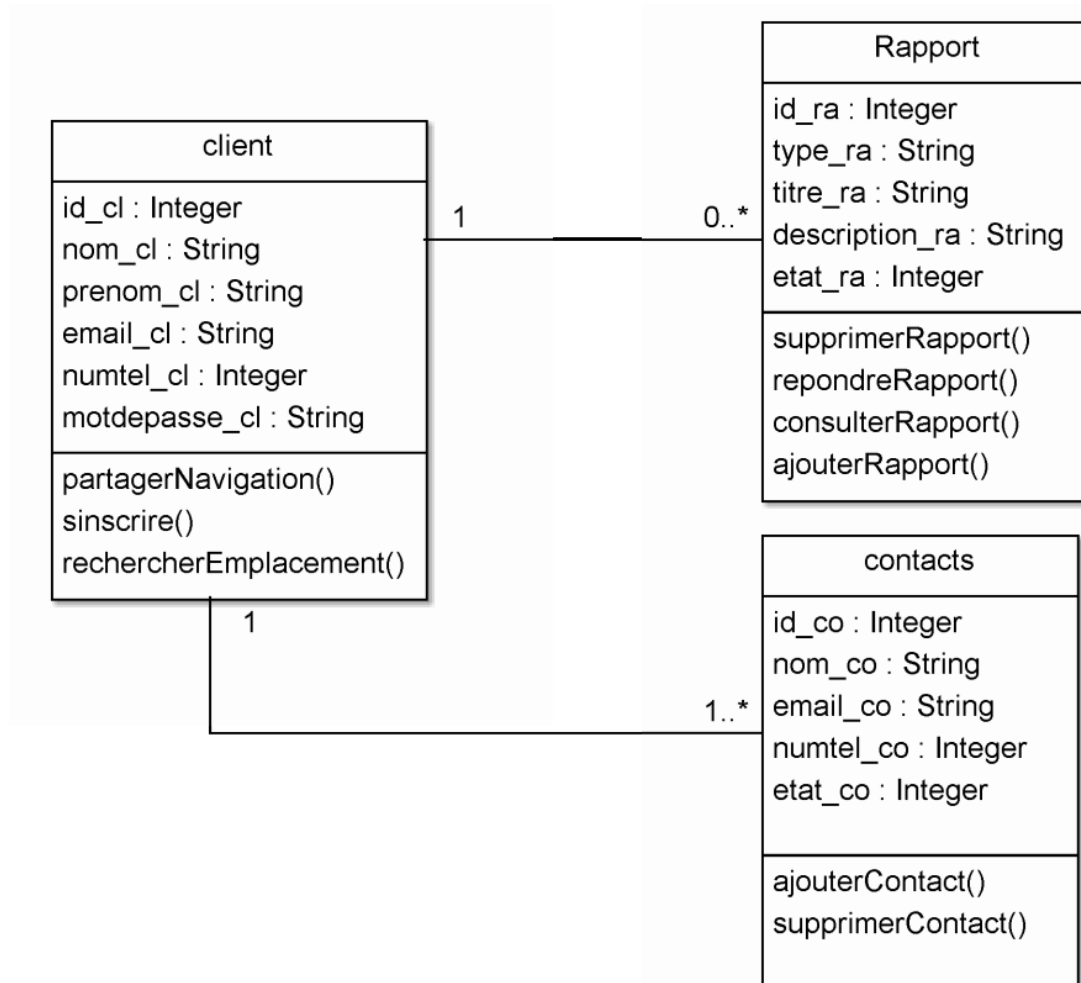 client
id_cl : Integer
nom_cl : String
prenom_cl : String
email_cl : String
numtel_cl : Integer
motdepasse_cl : String
partagerNavigation()
sinscrire()
rechercherEmplacement()
1
0..*
1
1..*
Rapport
id_ra : Integer
type_ra : String
titre_ra : String
description_ra : String
etat_ra : Integer
supprimerRapport()
repondreRapport()
consulterRapport()
ajouterRapport()
contacts
id_co : Integer
nom_co : String
email_co : String
numtel_co : Integer
etat_co : Integer
ajouterContact()
supprimerContact()